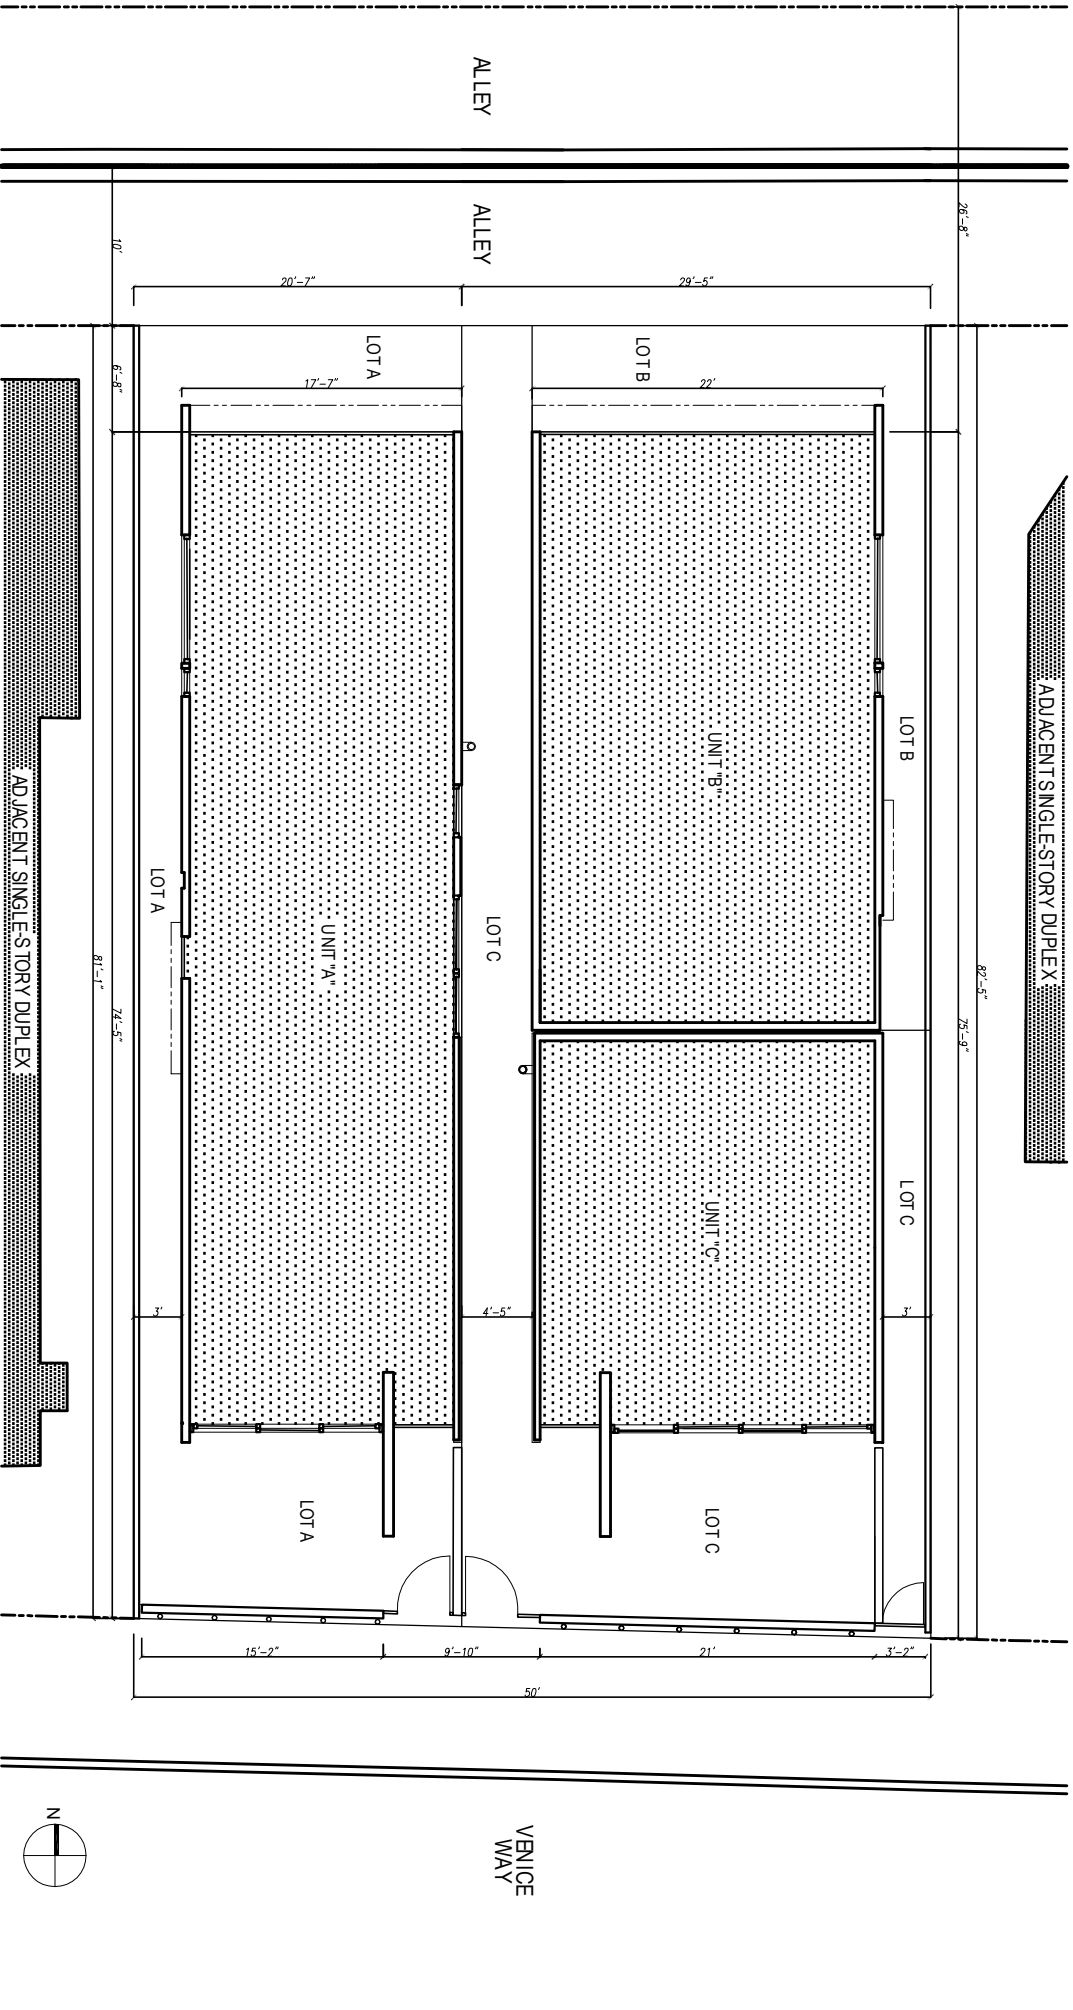 ALLEY
ALLEY
26'-8"
10'
20'-7"
29'-5"
LOT A
LOT B
6'-8"
17'-7"
22'
ADJACENT SINGLE-STORY DUPLEX
LOT B
UNIT "B"
ADJACENT SINGLE-STORY DUPLEX
LOT A
UNIT "A"
LOT C
81'-1"
74'-5"
82'-5"
75'-9"
UNIT "C"
LOT C
3'
4'-5"
3'
LOT A
LOT C
15'-2"
9'-10"
21'
3'-2"
50'
N
VENICE
WAY